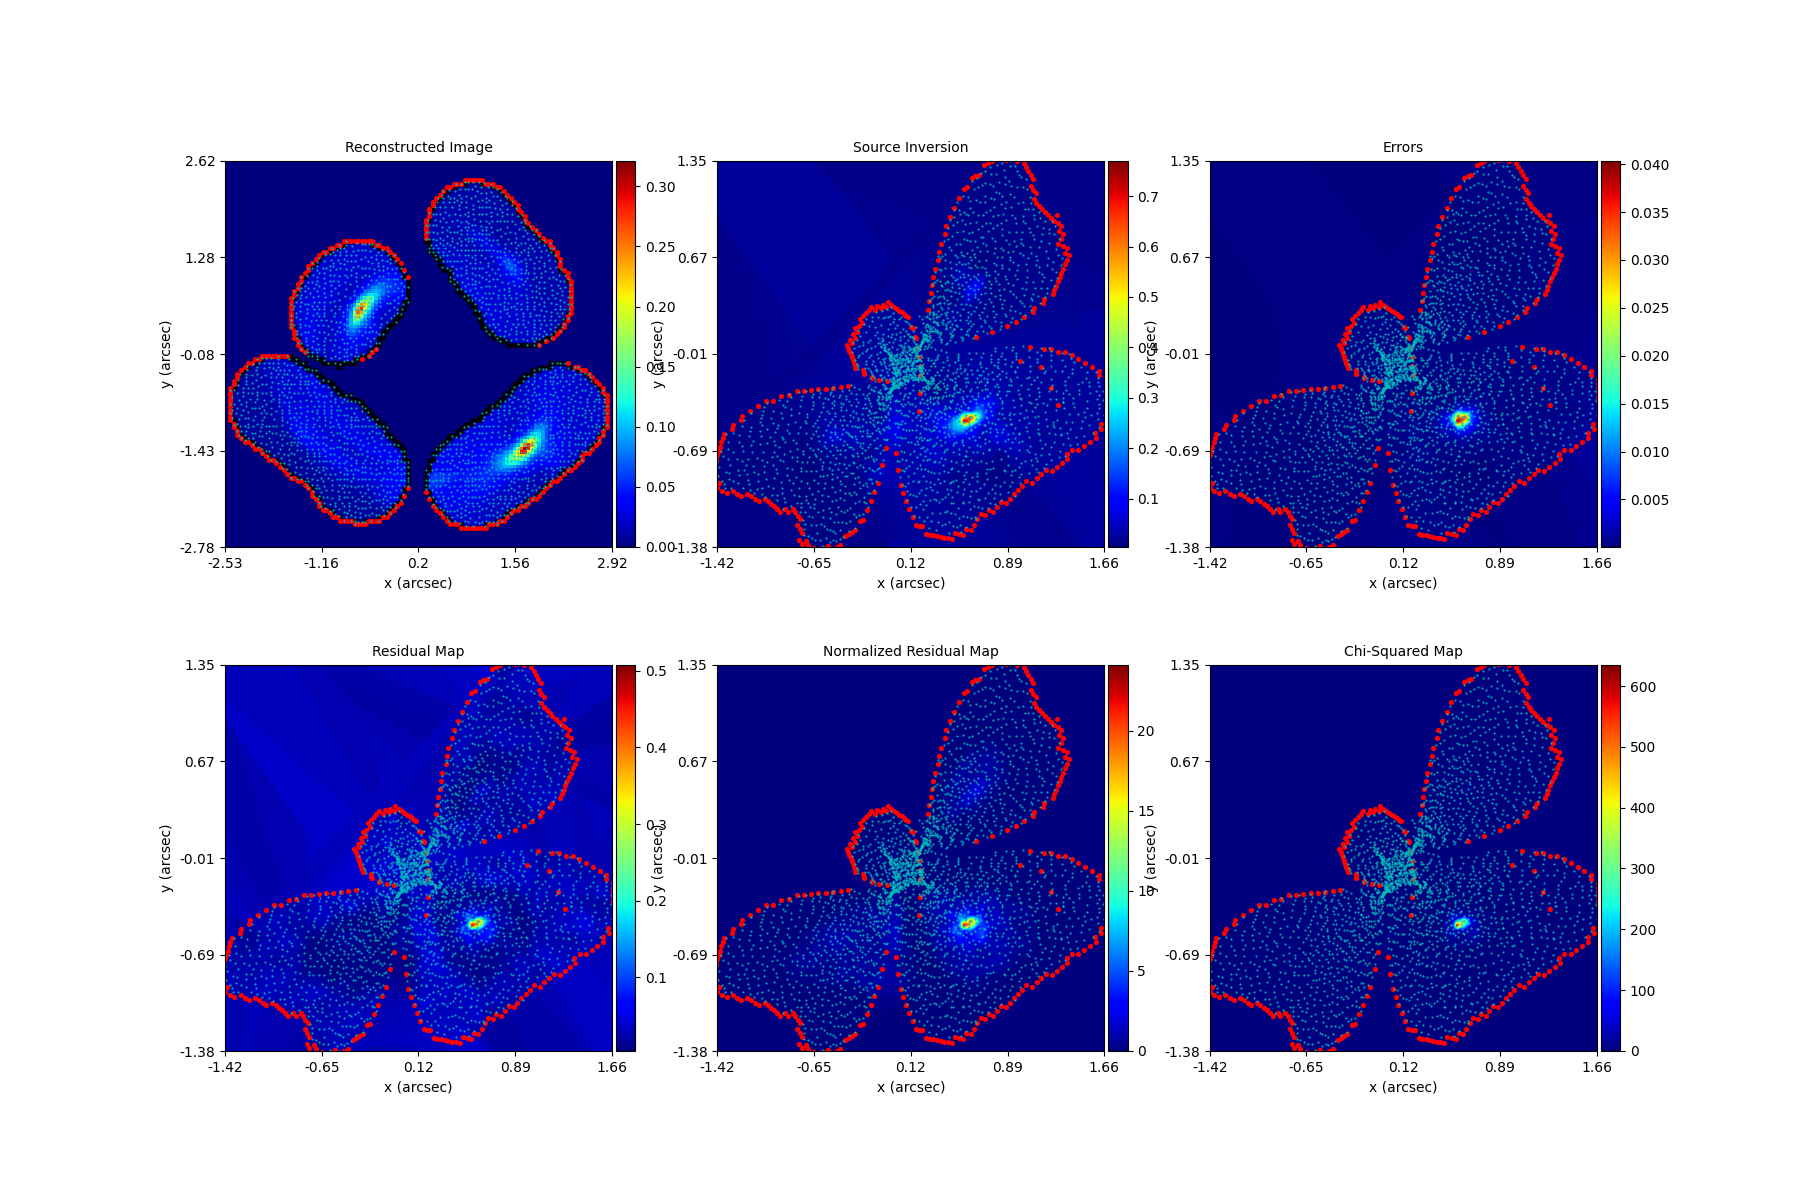 Reconstructed Image
2.62
1.28
-0.08
-1.43
-2.78
y (arcsec)
-2.53 -1.16 0.2 1.56 2.92
x (arcsec)
0.30
0.25
0.20
0.15
0.10
0.05
0.00
Source Inversion
1.35
0.67
-0.01
-0.69
-1.38
y (arcsec)
-1.42 -0.65 0.12 0.89 1.66
x (arcsec)
0.7
0.6
0.5
0.4
0.3
0.2
0.1
Errors
1.35
0.67
-0.01
-0.69
-1.38
y (arcsec)
-1.42 -0.65 0.12 0.89 1.66
x (arcsec)
0.040
0.035
0.030
0.025
0.020
0.015
0.010
0.005
Residual Map
1.35
0.67
-0.01
-0.69
-1.38
y (arcsec)
-1.42 -0.65 0.12 0.89 1.66
x (arcsec)
0.5
0.4
0.3
0.2
0.1
Normalized Residual Map
1.35
0.67
-0.01
-0.69
-1.38
y (arcsec)
-1.42 -0.65 0.12 0.89 1.66
x (arcsec)
20
15
10
5
0
Chi-Squared Map
1.35
0.67
-0.01
-0.69
-1.38
y (arcsec)
-1.42 -0.65 0.12 0.89 1.66
x (arcsec)
600
500
400
300
200
100
0